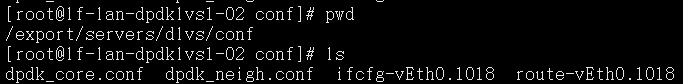 [root@lf-lan-dpdklvs1-02 conf]# pwd
/export/servers/dlvs/conf
[root@lf-lan-dpdklvs1-02 conf]# ls
dpdk_core.conf  dpdk_neigh.conf  ifcfg-vEth0.1018  route-vEth0.1018